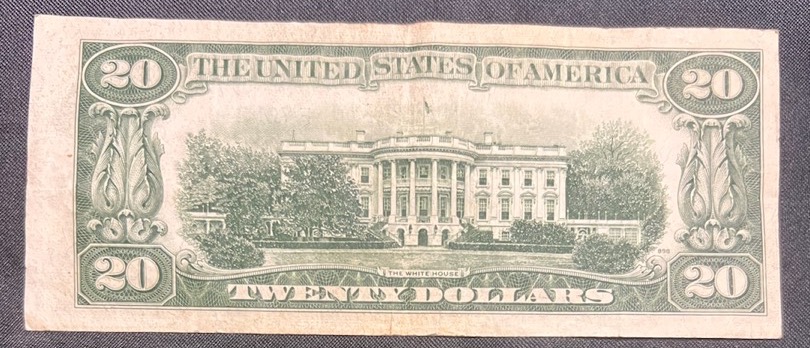 20 THE UNITED STATES OF AMERICA 20
THE WHITE HOUSE
20 TWENTY DOLLARS 20